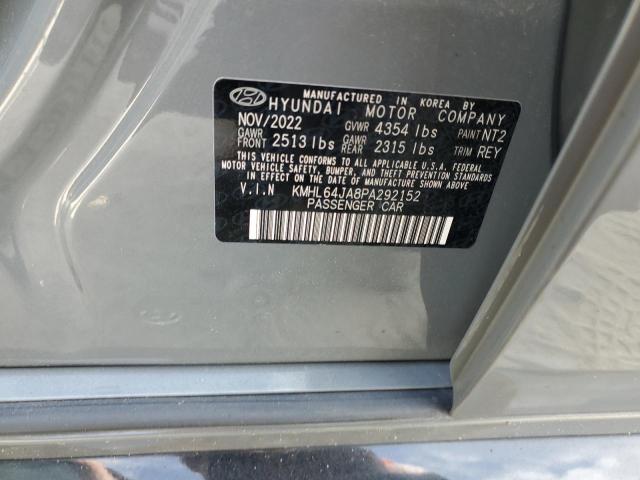 MANUFACTURED IN KOREA BY
HYUNDAI MOTOR COMPANY
NOV/2022 GVWR 4354 lbs PAINT NT2
GAWR FRONT 2513 lbs GAWR REAR 2315 lbs TRIM REY
THIS VEHICLE CONFORMS TO ALL APPLICABLE U.S.A. FEDERAL
MOTOR VEHICLE SAFETY, BUMPER, AND THEFT PREVENTION
STANDARDS IN EFFECT ON THE DATE OF MANUFACTURE SHOWN ABOVE.
V.I.N KMHL64JA8PA292152
PASSENGER CAR